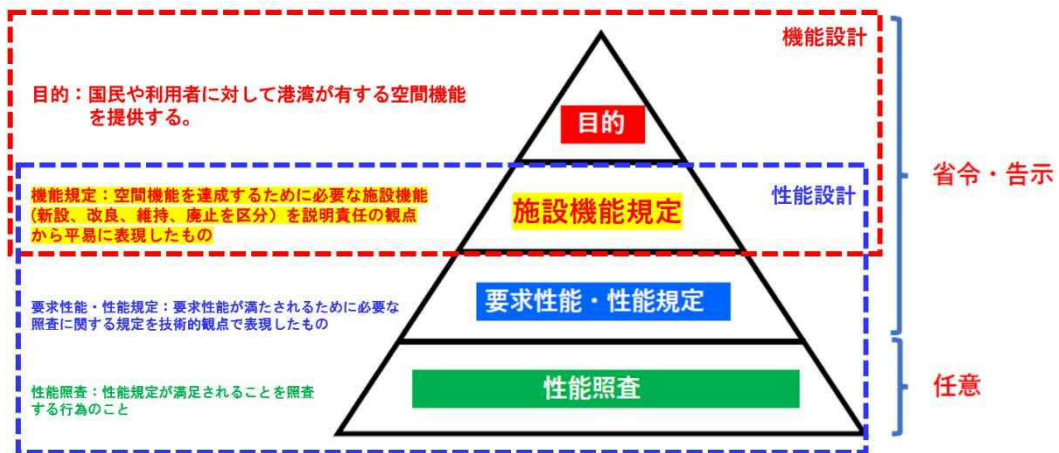 機能設計
目的：国民や利用者に対して港湾が有する空間機能
を提供する。
目的
省令・告示
性能設計
機能規定：空間機能を達成するために必要な施設機能
(新設、改良、維持、廃止を区分）を説明責任の観点
から平易に表現したもの
施設機能規定
要求性能・性能規定：要求性能が満たされるために必要な
照査に関する規定を技術的観点で表現したもの
要求性能・性能規定
性能照査：性能規定が満足されることを照査
する行為のこと
性能照査
任意